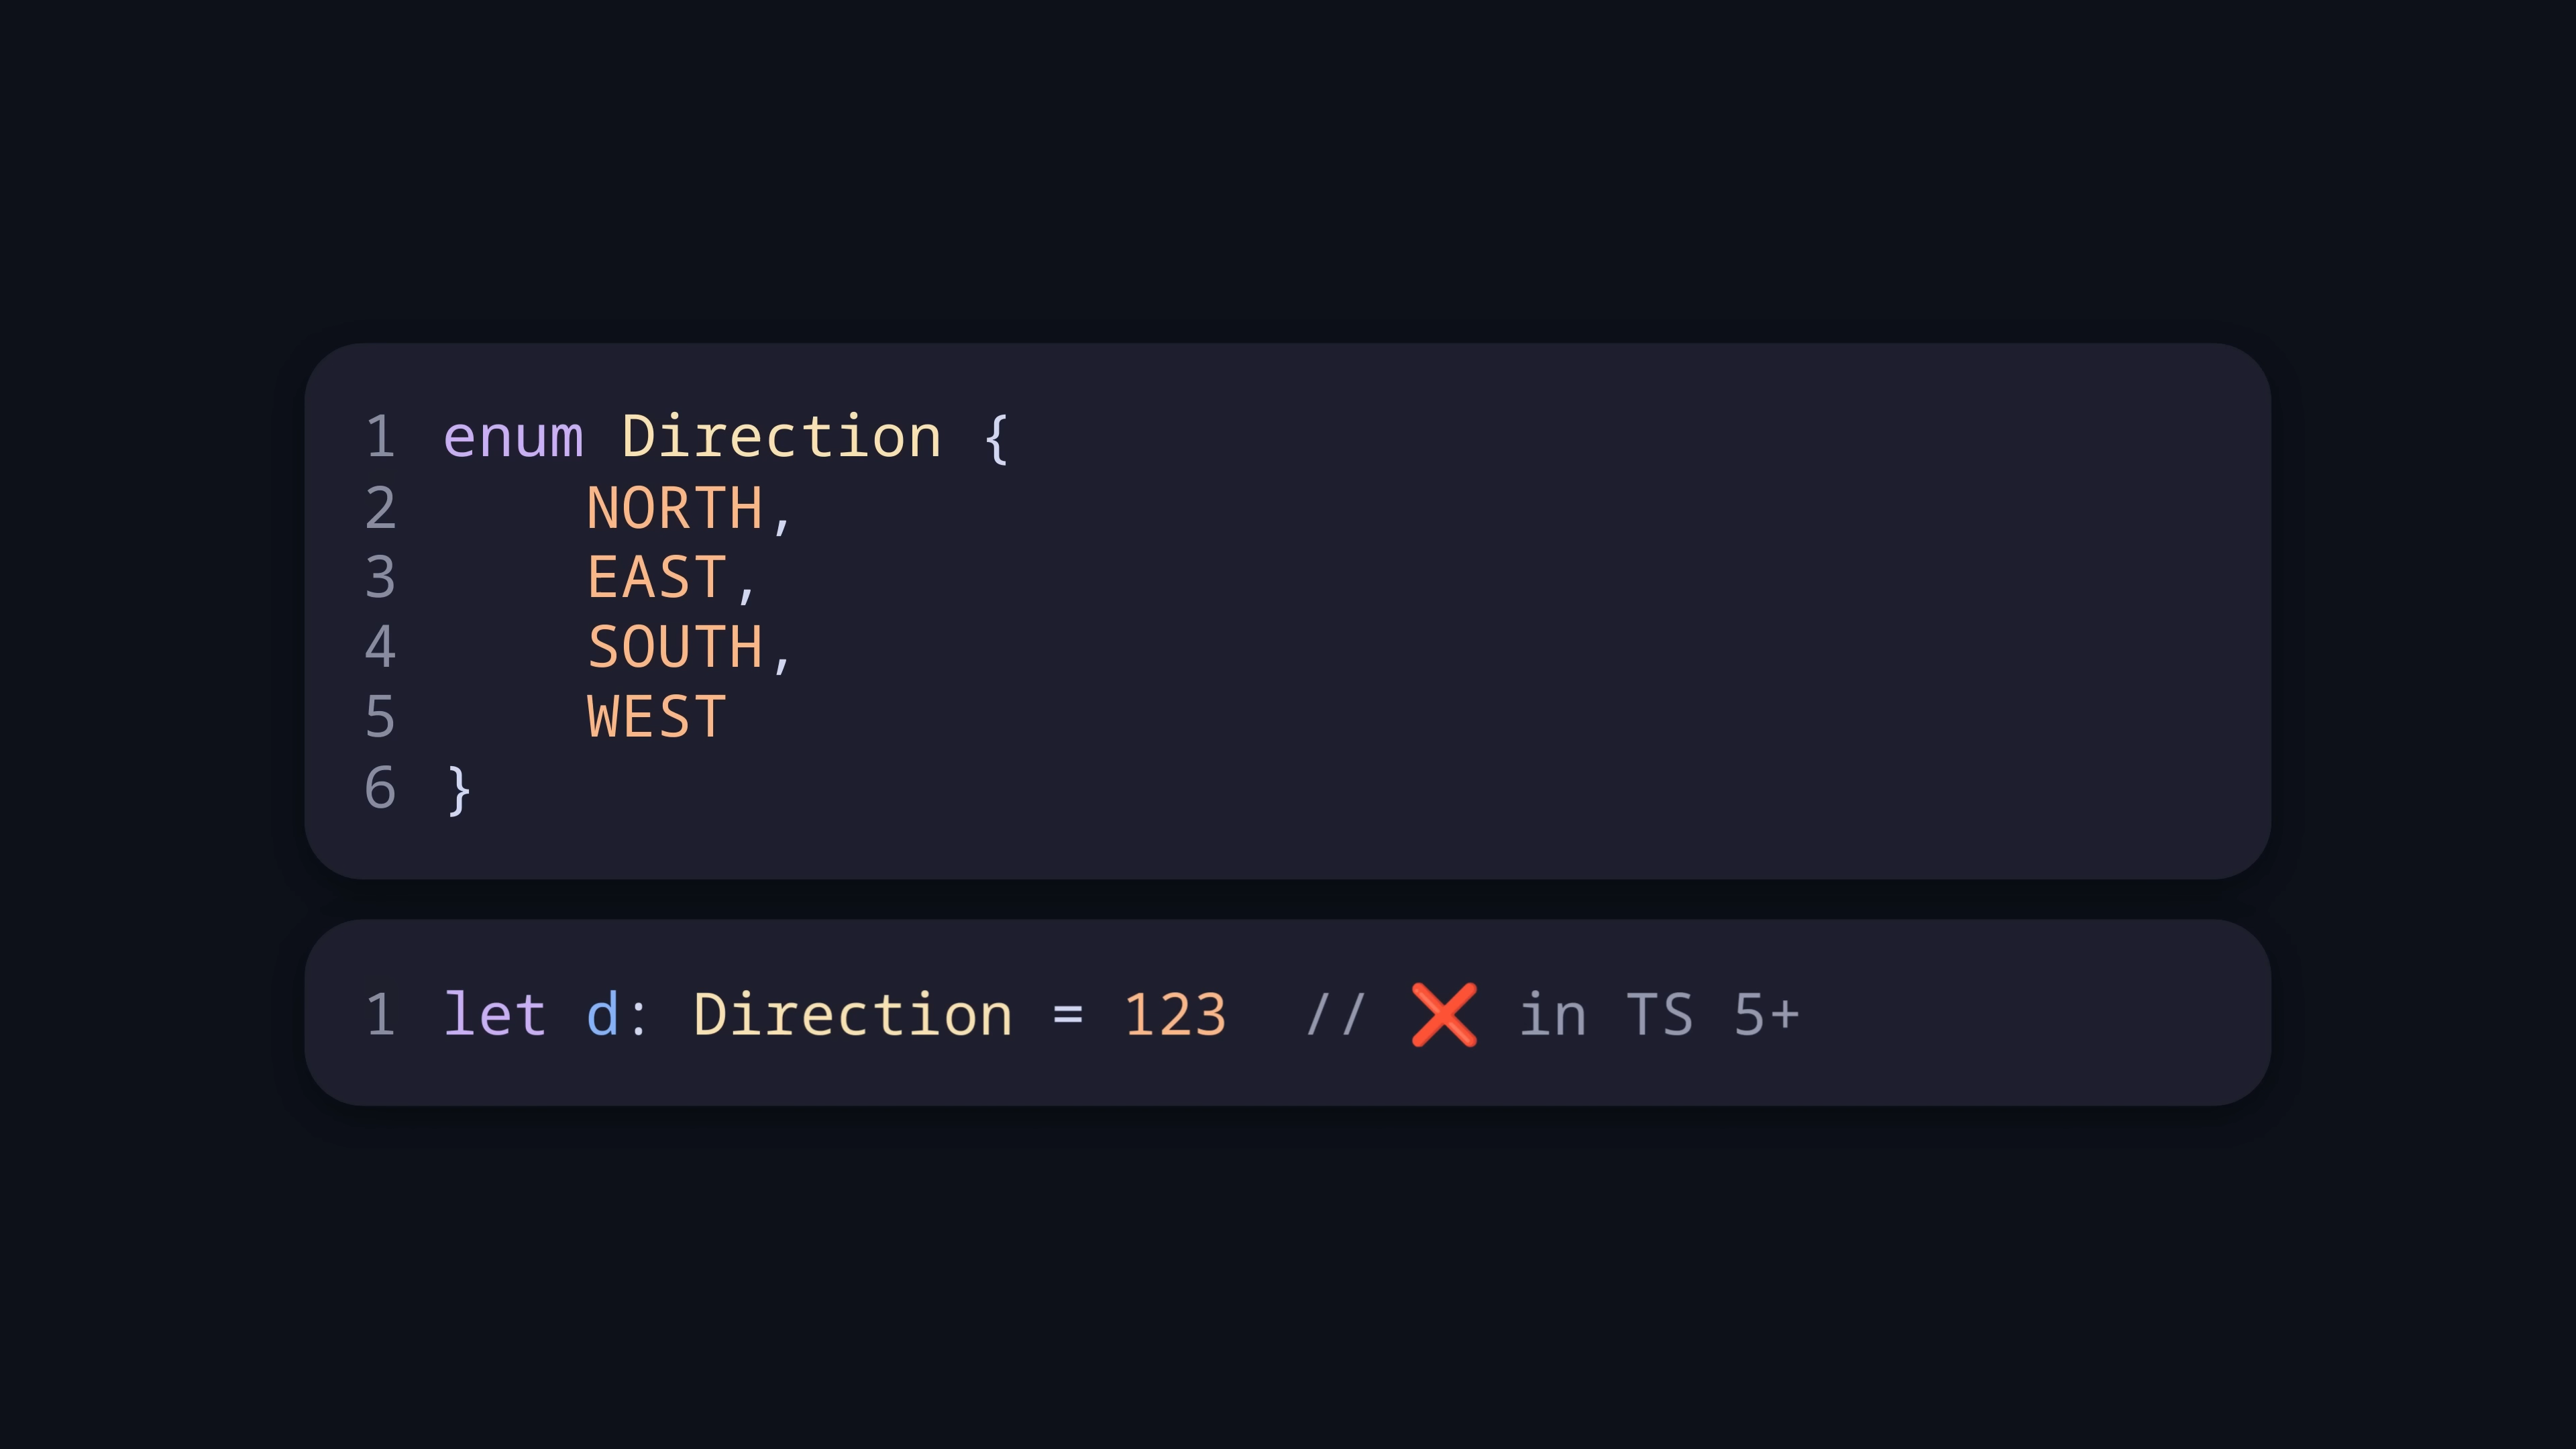 1 enum Direction {
2     NORTH,
3     EAST,
4     SOUTH,
5     WEST
6 }
1 let d: Direction = 123  // ❌ in TS 5+